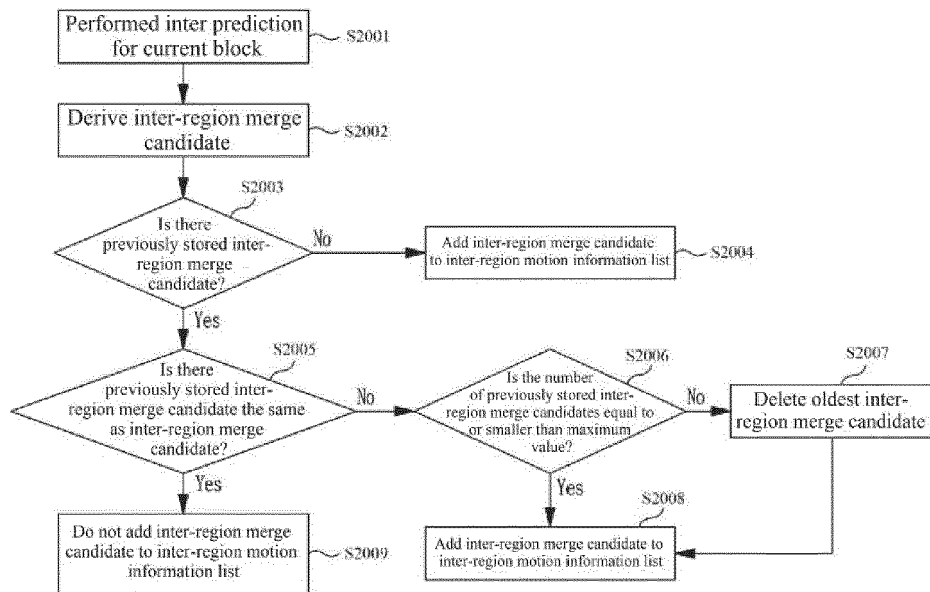 Performed inter prediction
for current block
S2001
Derive inter-region merge
candidate
S2002
S2003
Is there
previously stored inter-
region merge
candidate?
No
Add inter-region merge candidate
to inter-region motion information list
S2004
Yes
S2005
Is there
previously stored inter-
region merge candidate the same
as inter-region merge
candidate?
No
S2006
Is the number
of previously stored inter-
region merge candidates equal to
or smaller than maximum
value?
No
S2007
Delete oldest inter-
region merge candidate
Yes
Yes
S2008
Do not add inter-region merge
candidate to inter-region motion
information list
S2009
Add inter-region merge candidate to
inter-region motion information list